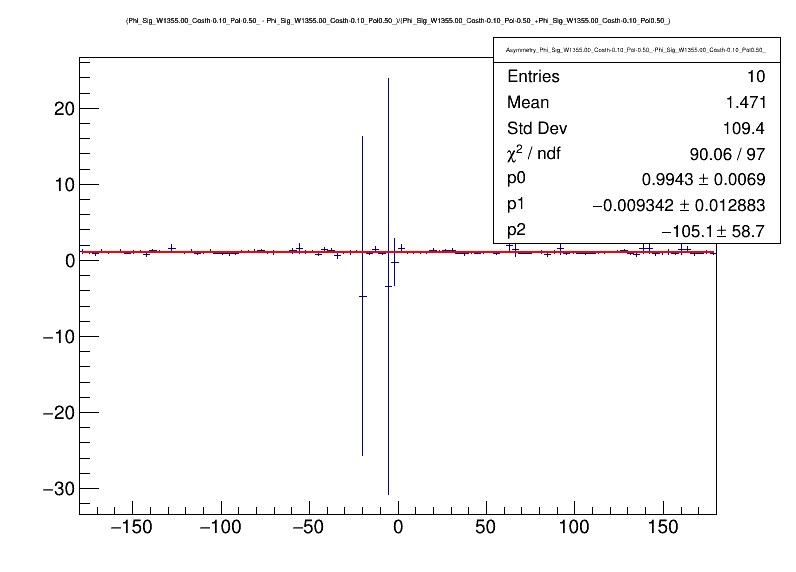 (Phi_Sig_W1355.00_Costh-0.10_Pol-0.50_ - Phi_Sig_W1355.00_Costh-0.10_Pol0.50_)/(Phi_Sig_W1355.00_Costh-0.10_Pol-0.50_+Phi_Sig_W1355.00_Costh-0.10_Pol0.50_)
Asymmetry_Phi_Sig_W1355.00_Costh-0.10_Pol-0.50_-Phi_Sig_W1355.00_Costh-0.10_Pol0.50_
Entries 10
Mean 1.471
Std Dev 109.4
χ² / ndf 90.06 / 97
p0 0.9943 ± 0.0069
p1 −0.009342 ± 0.012883
p2 −105.1 ± 58.7
20
10
0
−10
−20
−30
−150 −100 −50 0 50 100 150